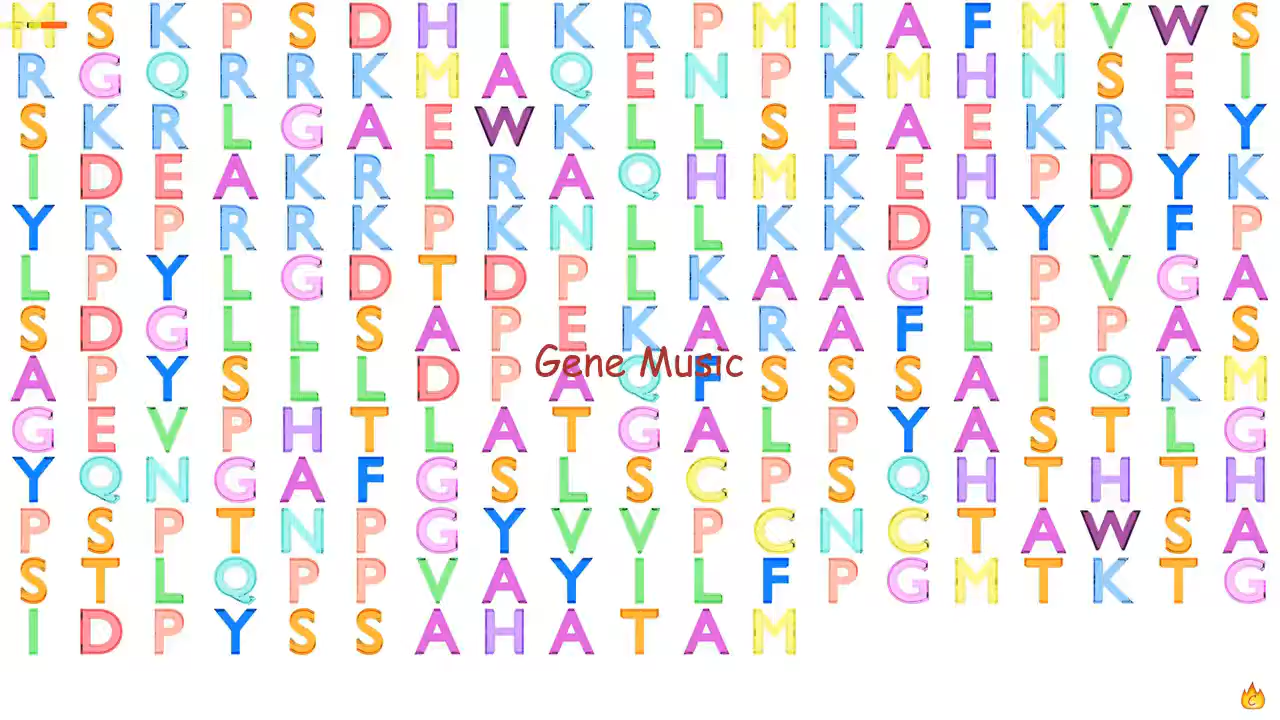 M S K P S D H I K R P M N A F M V W S
R G Q R R K M A Q E N P K M H N S E I
S K R L G A E W K L L S E A E K R P Y
I D E A K R L R A Q H M K E H P D Y K
Y R P R R K P K N L L K K D R Y V F P
L P Y L G D T D P L K A A G L P V G A
S D G L L S A P E K A R A F L P P A S
Gene Music
A P Y S L L D P A Q F S S S A I Q K M
G E V P H T L A T G A L P Y A S T L G
Y Q N G A F G S L S C P S Q H T H T H
P S P T N P G Y V V P C N C T A W S A
S T L Q P P V A Y I L F P G M T K T G
I D P Y S S A H A T A M